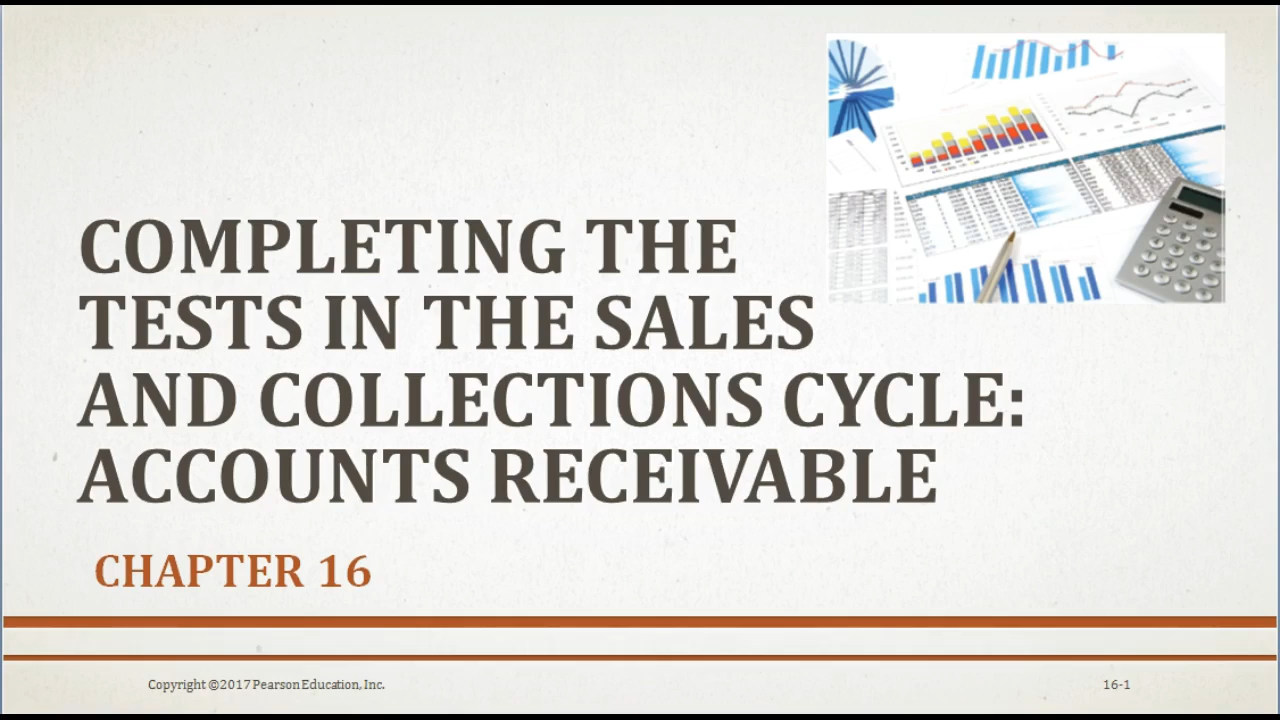 COMPLETING THE
TESTS IN THE SALES
AND COLLECTIONS CYCLE:
ACCOUNTS RECEIVABLE
CHAPTER 16
Copyright ©2017 Pearson Education, Inc.
16-1